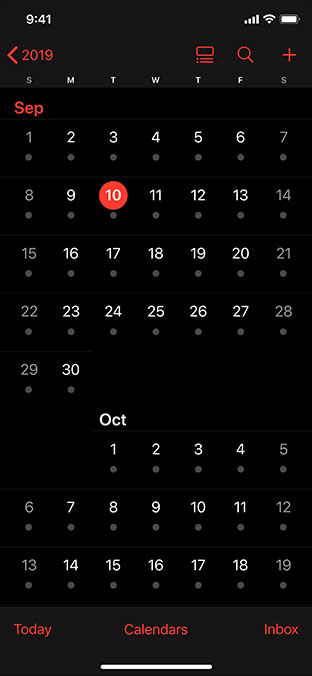 9:41
2019
S M T W T F S
Sep
1 2 3 4 5 6 7
8 9 10 11 12 13 14
15 16 17 18 19 20 21
22 23 24 25 26 27 28
29 30
Oct
1 2 3 4 5
6 7 8 9 10 11 12
13 14 15 16 17 18 19
Today Calendars Inbox